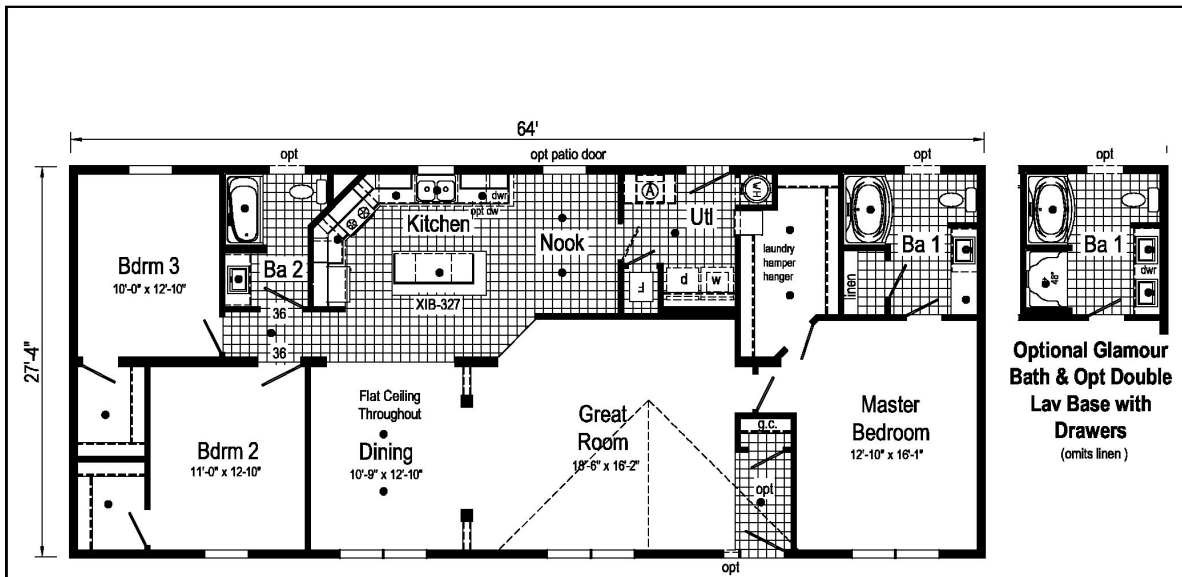 64'
opt
opt patio door
opt
opt
27'-4"
Bdrm 3
10'-0" x 12'-10"
Ba 2
36
36
Kitchen
dwr
opt dw
XIB-327
Nook
A
Utl
WH
F
d
w
laundry
hamper
hanger
linen
Ba 1
Ba 1
dwr
48"
Bdrm 2
11'-0" x 12'-10"
Flat Ceiling
Throughout
Dining
10'-9" x 12'-10"
Great
Room
18'-6" x 16'-2"
g.c.
opt
opt
Master
Bedroom
12'-10" x 16'-1"
Optional Glamour
Bath & Opt Double
Lav Base with
Drawers
(omits linen )